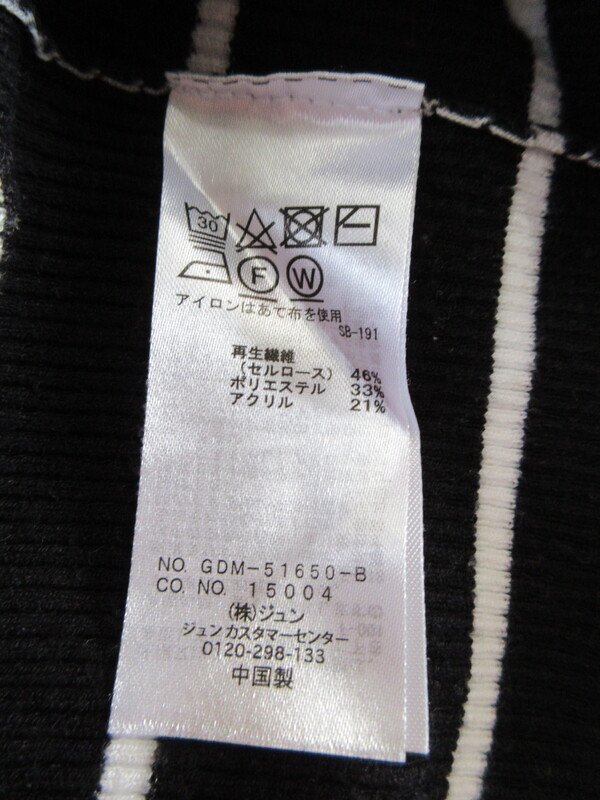 30
F W
アイロンはあて布を使用
SB-191
再生繊維
(セルロース) 46%
ポリエステル 33%
アクリル 21%
NO. GDM-51650-B
CO. NO. 15004
(株)ジュン
ジュンカスタマーセンター
0120-298-133
中国製